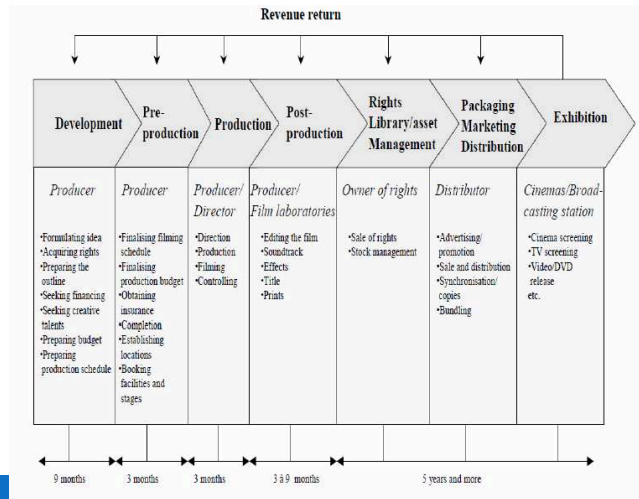 Revenue return
Development
Pre-
production
Production
Post-
production
Rights
Library/asset
Management
Packaging
Marketing
Distribution
Exhibition
Producer
•Formulating idea
•Acquiring rights
•Preparing the
outline
•Seeking financing
•Seeking creative
talents
•Preparing budget
•Preparing
production schedule
Producer
•Finalising filming
schedule
•Finalising
production budget
•Obtaining
insurance
•Completion
•Establishing
locations
•Booking
facilities and
stages
Producer/
Director
•Direction
•Production
•Filming
•Controlling
Producer/
Film laboratories
•Editing the film
•Soundtrack
•Effects
•Title
•Prints
Owner of rights
•Sale of rights
•Stock management
Distributor
•Advertising/
promotion
•Sale and distribution
•Synchronisation/
copies
•Bundling
Cinemas/Broad-
casting station
•Cinema screening
•TV screening
•Video/DVD
release
etc.
9 months
3 months
3 months
3 à 9 months
5 years and more